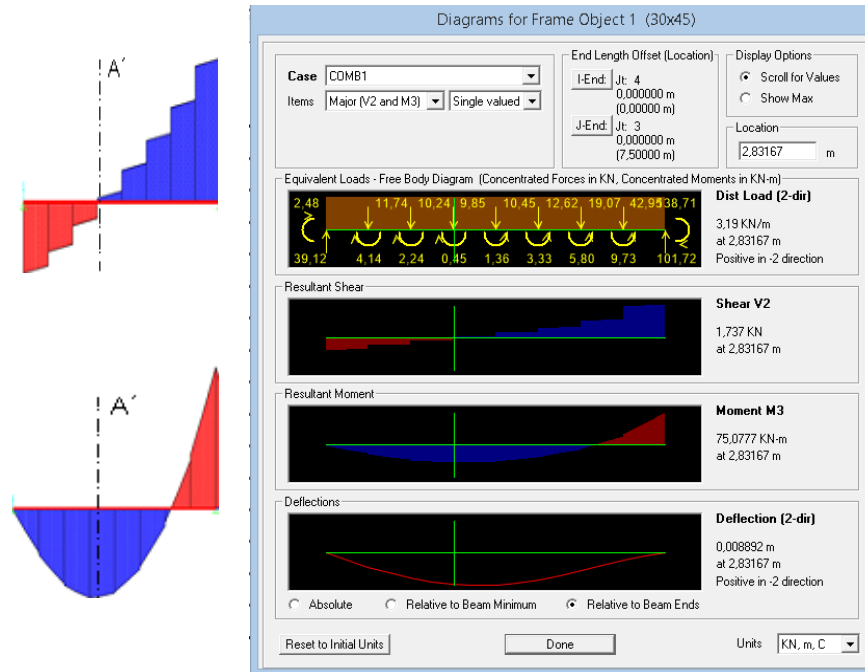 A´
A´
Diagrams for Frame Object 1 (30x45)
Case COMB1
Items Major (V2 and M3) Single valued
End Length Offset (Location)
I-End: Jt: 4
0,000000 m
(0,00000 m)
J-End: Jt: 3
0,000000 m
(7,50000 m)
Display Options
Scroll for Values
Show Max
Location
2,83167 m
Equivalent Loads - Free Body Diagram (Concentrated Forces in KN, Concentrated Moments in KN-m)
2,48 11,74 10,24 9,85 10,45 12,62 19,07 42,95 38,71
39,12 4,14 2,24 0,45 1,36 3,33 5,80 9,73 101,72
Dist Load (2-dir)
3,19 KN/m
at 2,83167 m
Positive in -2 direction
Resultant Shear
Shear V2
1,737 KN
at 2,83167 m
Resultant Moment
Moment M3
75,0777 KN-m
at 2,83167 m
Deflections
Deflection (2-dir)
0,008892 m
at 2,83167 m
Positive in -2 direction
Absolute Relative to Beam Minimum Relative to Beam Ends
Reset to Initial Units Done Units KN, m, C